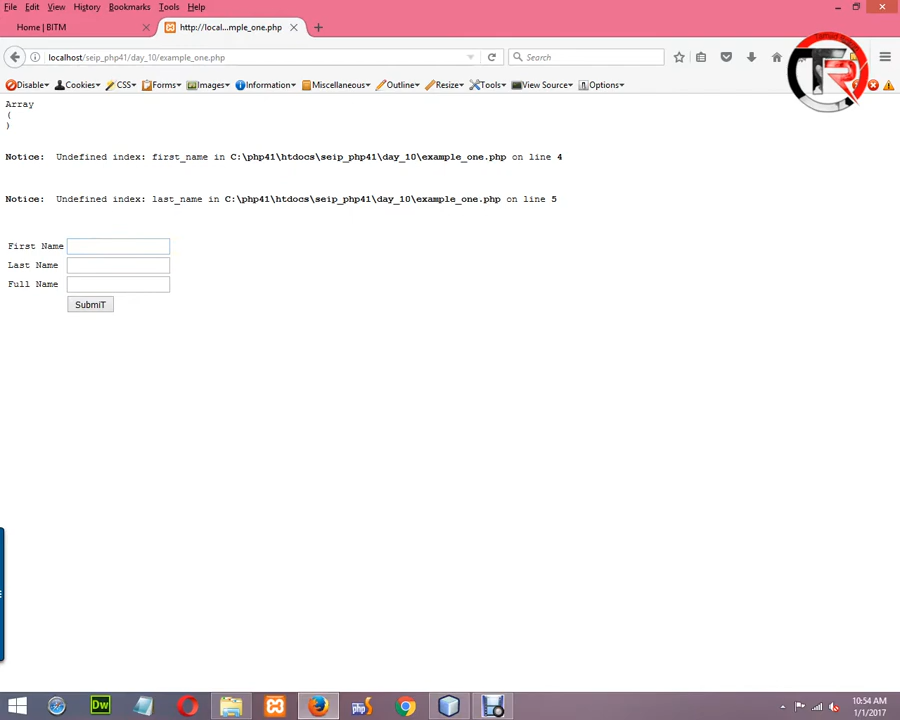 File Edit View History Bookmarks Tools Help
Home | BITM
http://local...mple_one.php
localhost/seip_php41/day_10/example_one.php
Search
Disable Cookies CSS Forms Images Information Miscellaneous Outline Resize Tools View Source Options
TR
Array
(
)
Notice: Undefined index: first_name in C:\php41\htdocs\seip_php41\day_10\example_one.php on line 4
Notice: Undefined index: last_name in C:\php41\htdocs\seip_php41\day_10\example_one.php on line 5
First Name
Last Name
Full Name
SubmiT
Dw
php
10:54 AM
1/1/2017